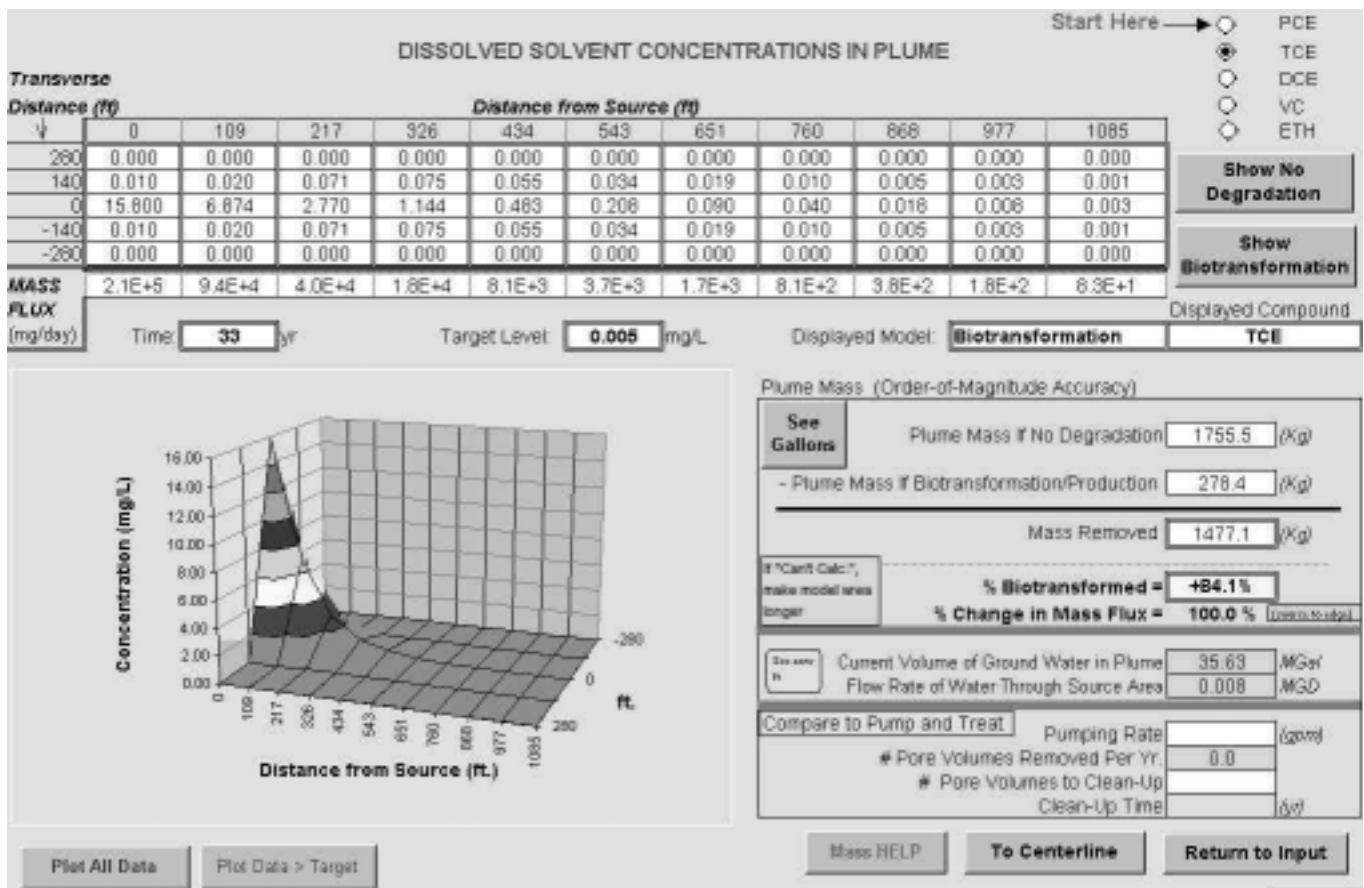 Start Here
PCE
DISSOLVED SOLVENT CONCENTRATIONS IN PLUME
TCE
Transverse
DCE
Distance (ft)
Distance from Source (ft)
VC
0 109 217 326 434 543 651 760 868 977 1085
ETH
280 0.000 0.000 0.000 0.000 0.000 0.000 0.000 0.000 0.000 0.000 0.000
140 0.010 0.020 0.071 0.075 0.055 0.034 0.019 0.010 0.005 0.003 0.001
0 15.800 6.874 2.770 1.144 0.483 0.208 0.090 0.040 0.018 0.008 0.003
-140 0.010 0.020 0.071 0.075 0.055 0.034 0.019 0.010 0.005 0.003 0.001
-280 0.000 0.000 0.000 0.000 0.000 0.000 0.000 0.000 0.000 0.000 0.000
Show No
Degradation
Show
Biotransformation
MASS 2.1E+5 9.4E+4 4.0E+4 1.8E+4 8.1E+3 3.7E+3 1.7E+3 8.1E+2 3.8E+2 1.8E+2 8.3E+1
FLUX
Displayed Compound
(mg/day) Time: 33 yr Target Level: 0.005 mg/L Displayed Model: Biotransformation TCE
Concentration (mg/L)
16.00
14.00
12.00
10.00
8.00
6.00
4.00
2.00
0.00
0 109 217 326 434 543 651 760 868 977 1085
-280
0
280
ft.
Distance from Source (ft.)
Plume Mass (Order-of-Magnitude Accuracy)
See
Gallons
Plume Mass If No Degradation 1755.5 (Kg)
- Plume Mass If Biotransformation/Production 278.4 (Kg)
Mass Removed 1477.1 (Kg)
If "Can't Calc.",
make model area
longer
% Biotransformed = +84.1%
% Change in Mass Flux = 100.0 %
Current Volume of Ground Water in Plume 35.63 MGal
Flow Rate of Water Through Source Area 0.008 MGD
Compare to Pump and Treat
Pumping Rate (gpm)
# Pore Volumes Removed Per Yr. 0.0
# Pore Volumes to Clean-Up
Clean-Up Time (yr)
Plot All Data
Plot Data > Target
Mass HELP
To Centerline
Return to Input